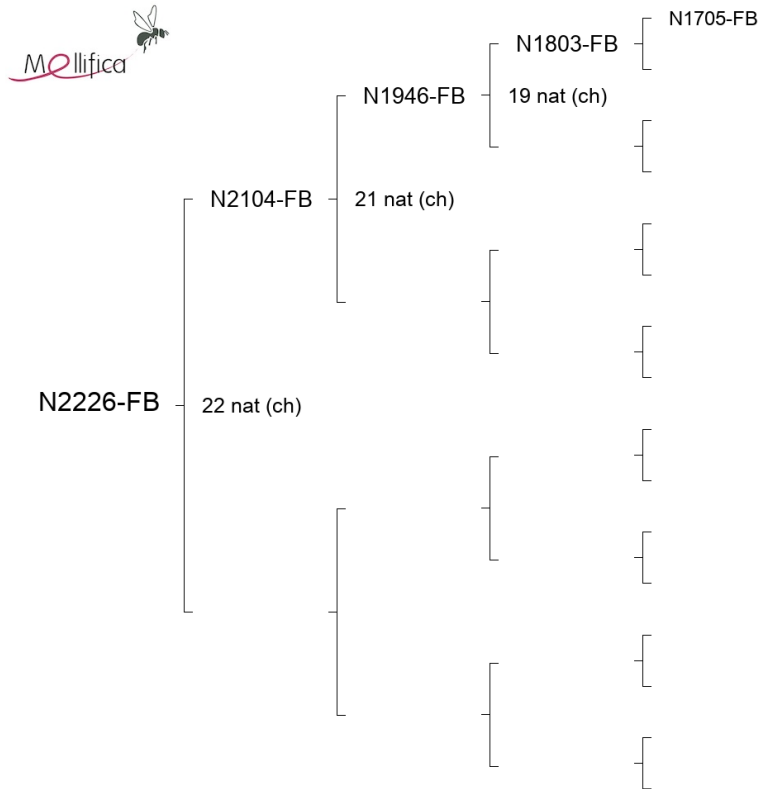 Mellifica
N1705-FB
N1803-FB
N1946-FB
19 nat (ch)
N2104-FB
21 nat (ch)
N2226-FB
22 nat (ch)